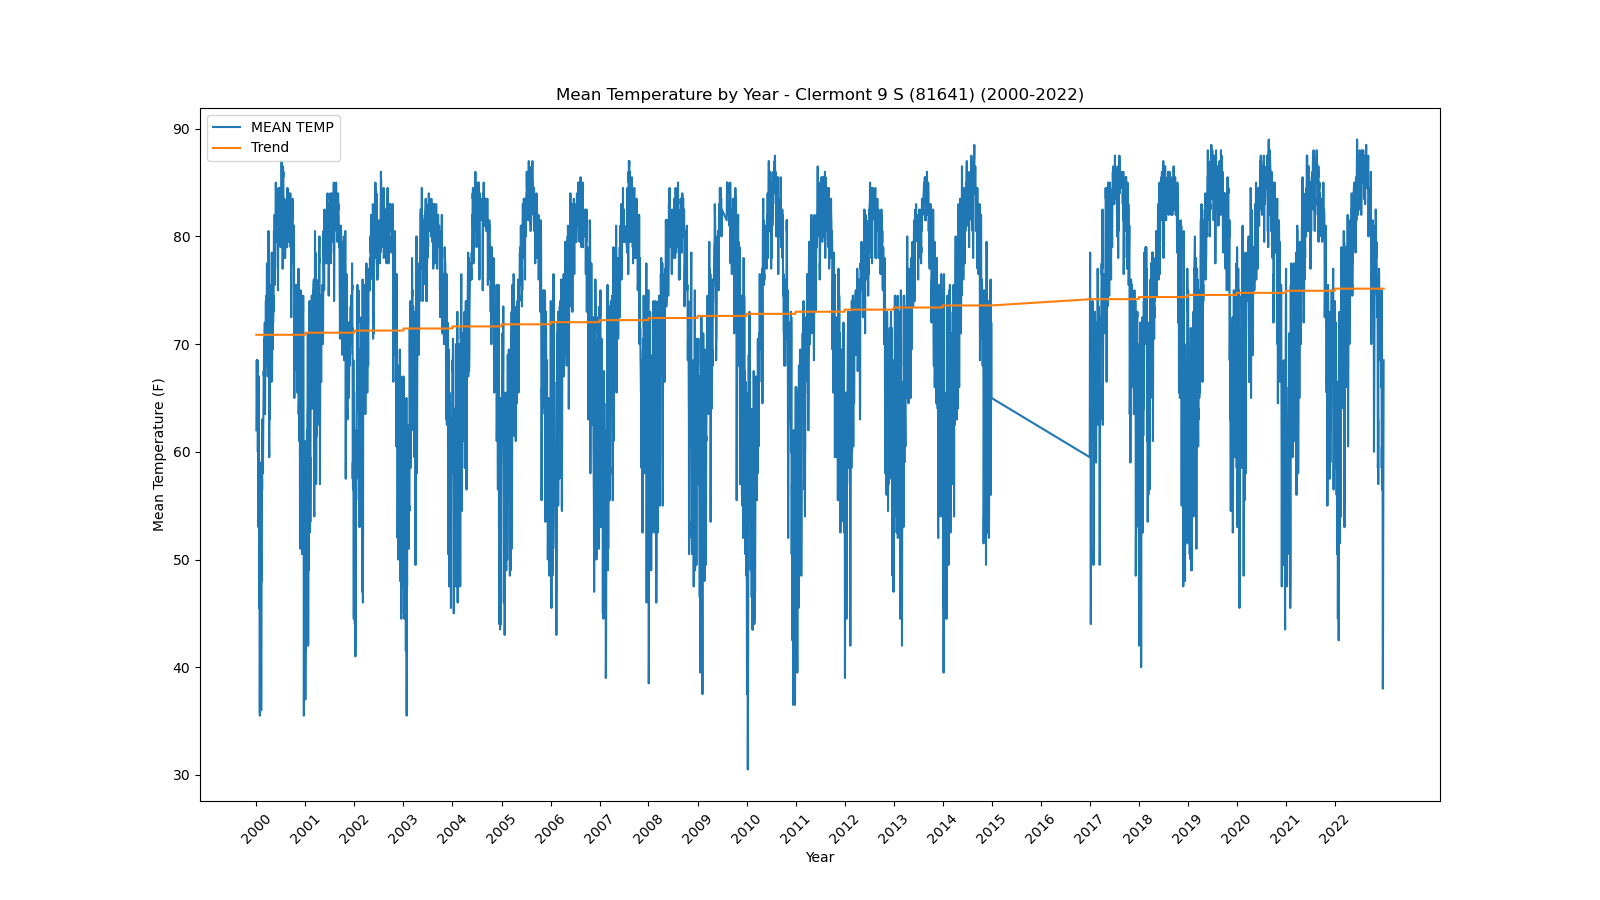 Mean Temperature by Year - Clermont 9 S (81641) (2000-2022)
MEAN TEMP
Trend
90
80
70
60
50
40
30
Mean Temperature (F)
2000 2001 2002 2003 2004 2005 2006 2007 2008 2009 2010 2011 2012 2013 2014 2015 2016 2017 2018 2019 2020 2021 2022
Year